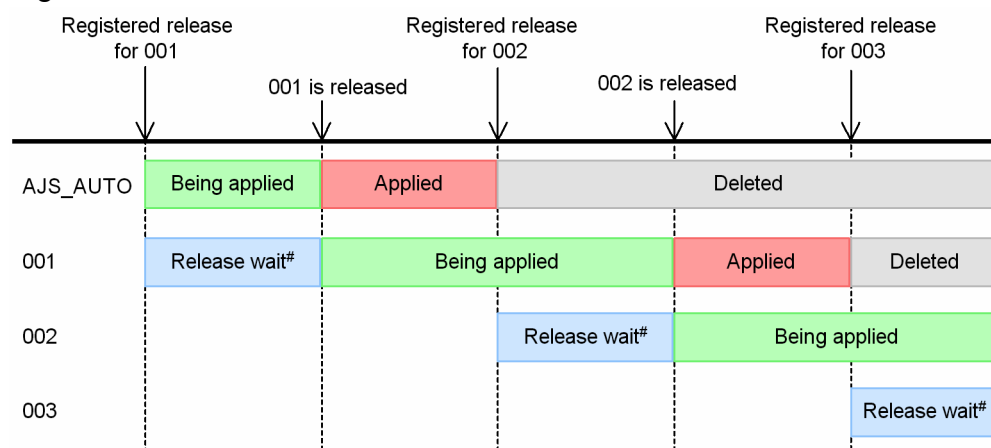 Registered release
for 001
Registered release
for 002
Registered release
for 003
001 is released
002 is released
AJS_AUTO
Being applied
Applied
Deleted
001
Release wait#
Being applied
Applied
Deleted
002
Release wait#
Being applied
003
Release wait#